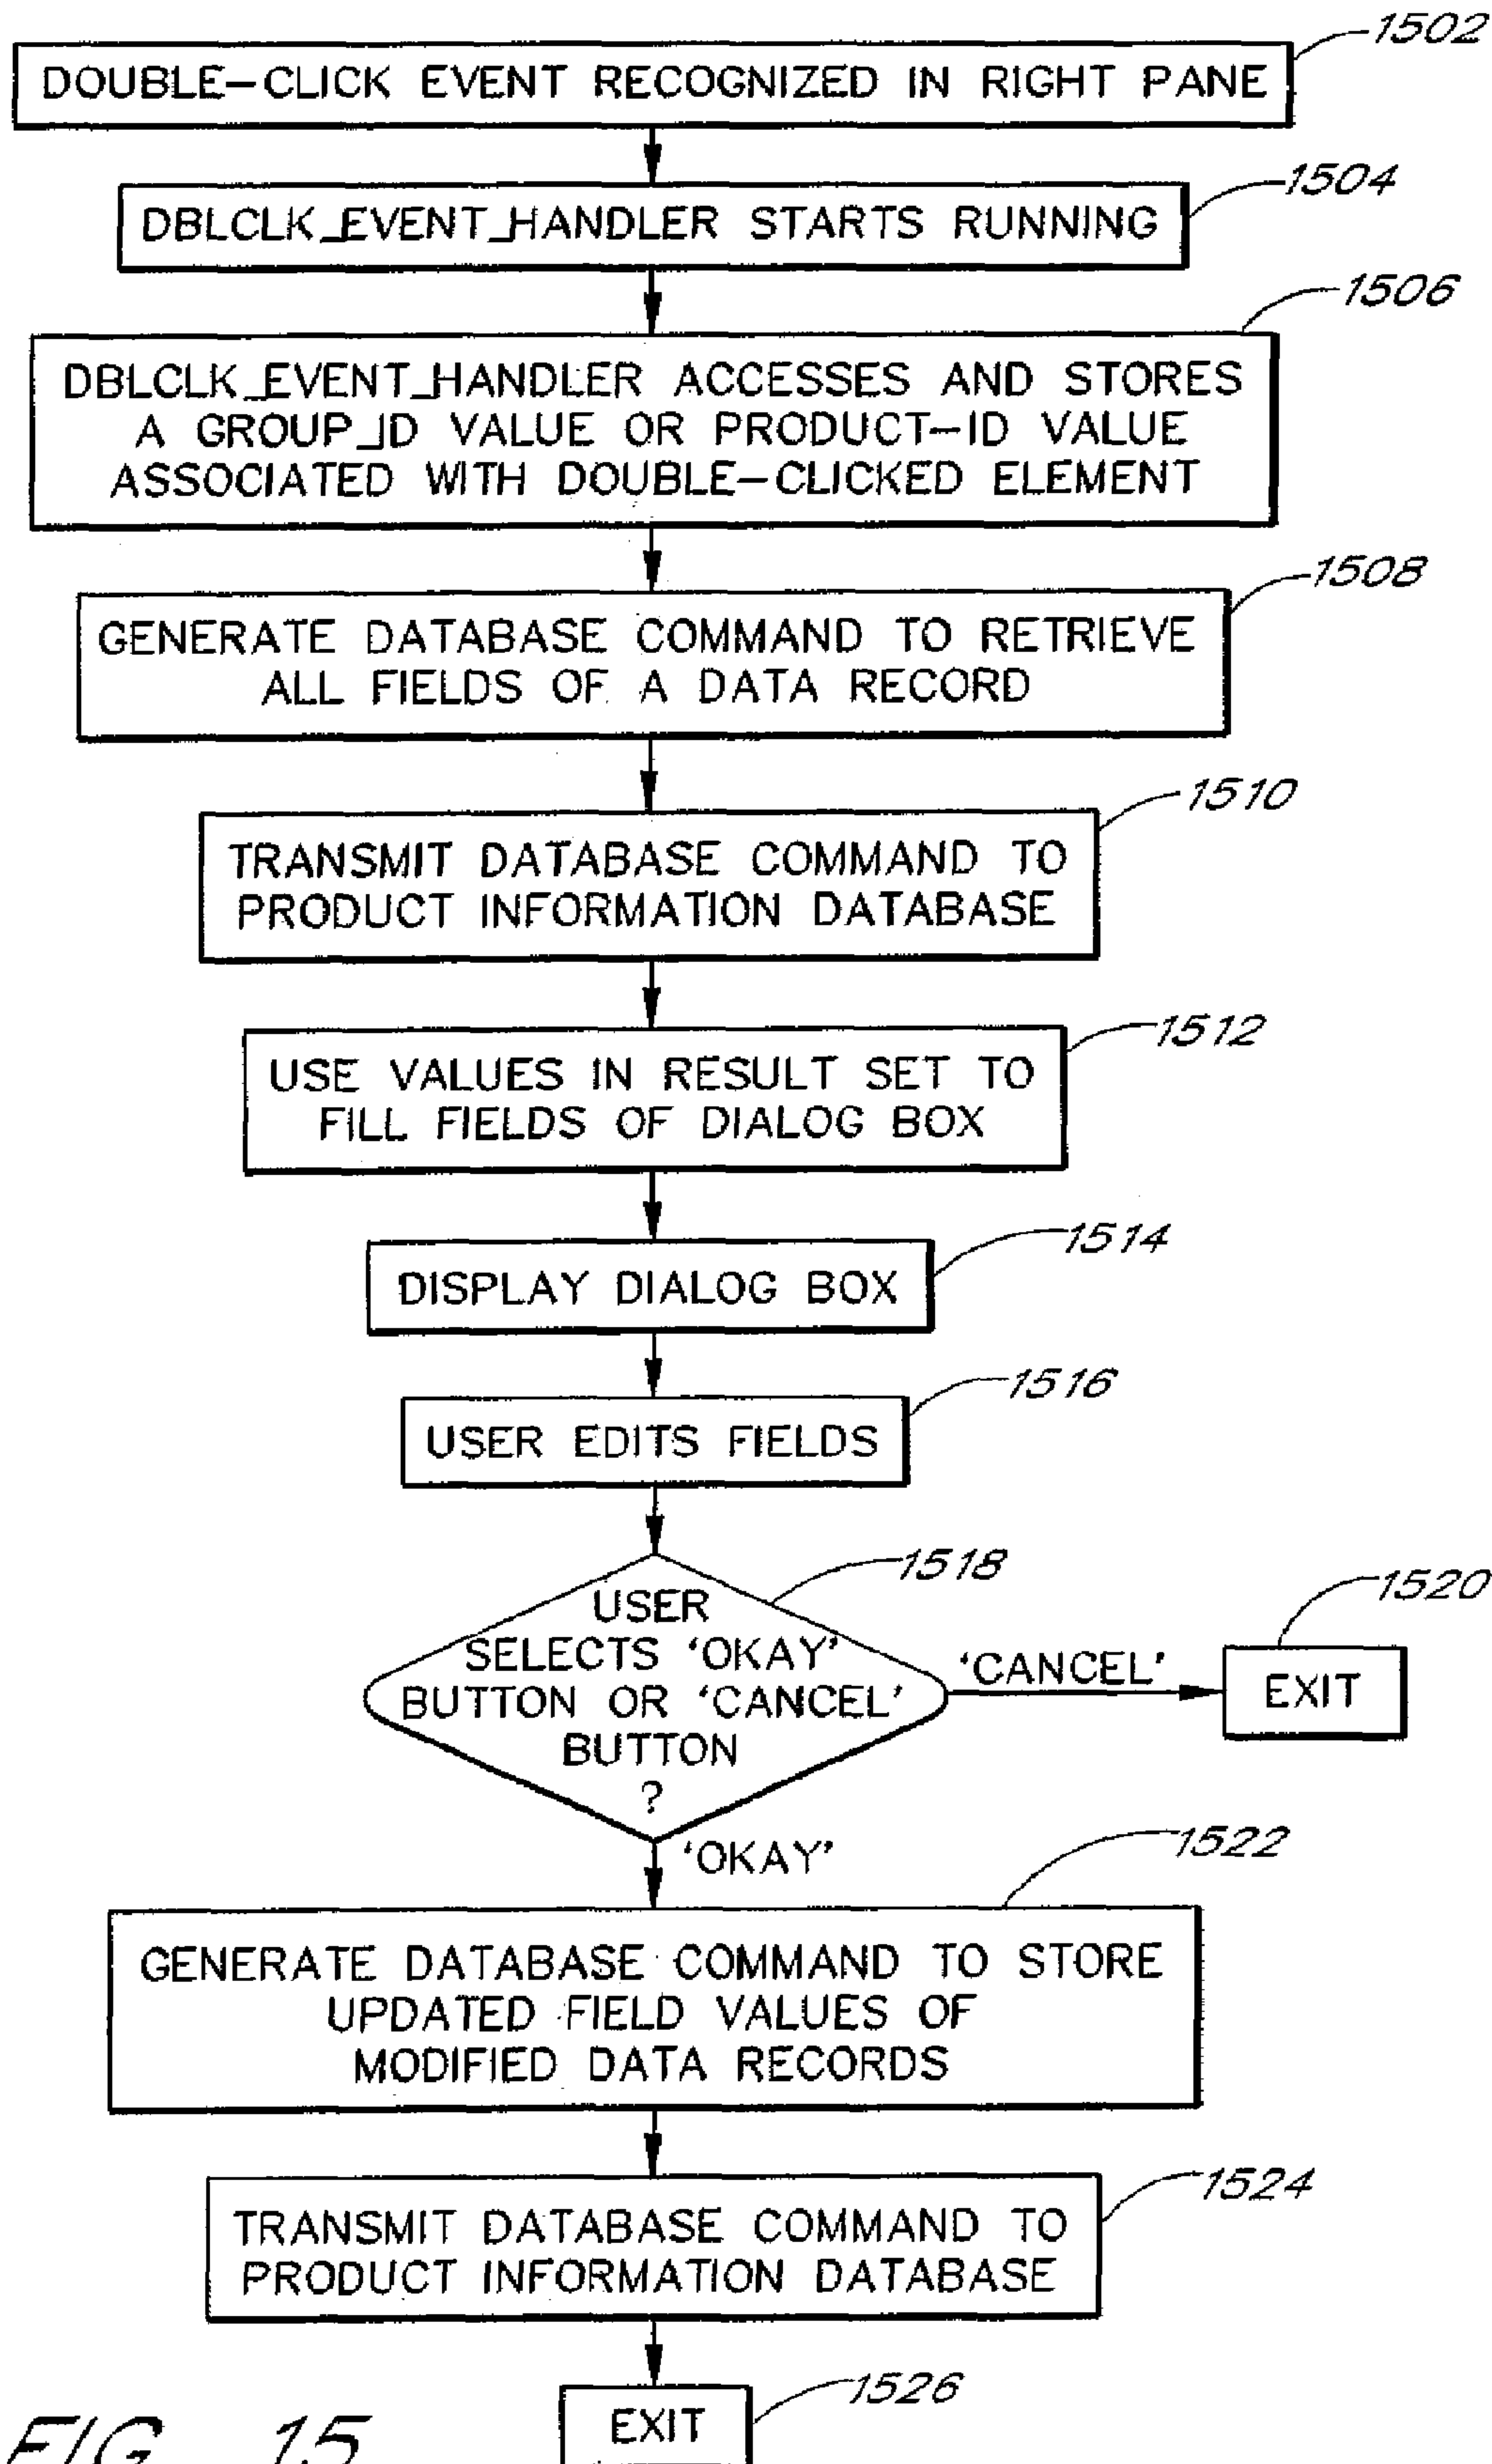 1502
DOUBLE-CLICK EVENT RECOGNIZED IN RIGHT PANE
1504
DBLCLK_EVENT_HANDLER STARTS RUNNING
1506
DBLCLK_EVENT_HANDLER ACCESSES AND STORES
A GROUP_ID VALUE OR PRODUCT-ID VALUE
ASSOCIATED WITH DOUBLE-CLICKED ELEMENT
1508
GENERATE DATABASE COMMAND TO RETRIEVE
ALL FIELDS OF A DATA RECORD
1510
TRANSMIT DATABASE COMMAND TO
PRODUCT INFORMATION DATABASE
1512
USE VALUES IN RESULT SET TO
FILL FIELDS OF DIALOG BOX
1514
DISPLAY DIALOG BOX
1516
USER EDITS FIELDS
1518
USER
SELECTS 'OKAY'
BUTTON OR 'CANCEL'
BUTTON
?
'CANCEL'
1520
EXIT
'OKAY'
1522
GENERATE DATABASE COMMAND TO STORE
UPDATED FIELD VALUES OF
MODIFIED DATA RECORDS
1524
TRANSMIT DATABASE COMMAND TO
PRODUCT INFORMATION DATABASE
1526
EXIT
FIG. 15